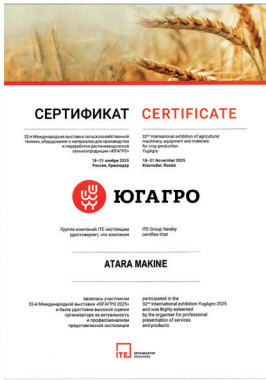 СЕРТИФИКАТ CERTIFICATE
32-я Международная выставка сельскохозяйственной
техники, оборудования и материалов для производства
и переработки растениеводческой
сельхозпродукции «ЮГАГРО»
18–21 ноября 2025
Россия, Краснодар
32nd International exhibition of agricultural
machinery, equipment and materials
for crop production
YugAgro
18–21 November 2025
Krasnodar, Russia
ЮГАГРО
Группа компаний ITE настоящим
удостоверяет, что компания
ITE Group hereby
certifies that
ATARA MAKINE
являлась участником
32-й Международной выставки «ЮГАГРО 2025»
и была удостоена высокой оценки
организатора за актуальность
и профессионализм
представленной экспозиции
participated in the
32nd International exhibition YugAgro 2025
and was highly esteemed
by the organiser for professional
presentation of services
and products
ITE
ОРГАНИЗАТОР
ORGANISER